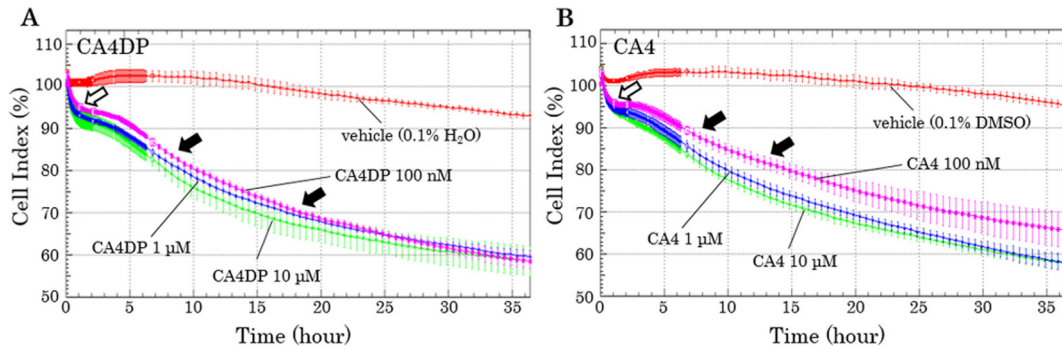 A
CA4DP
110
100
90
80
70
60
50
Cell Index (%)
vehicle (0.1% H₂O)
CA4DP 100 nM
CA4DP 1 µM
CA4DP 10 µM
0 5 10 15 20 25 30 35
Time (hour)
B
CA4
110
100
90
80
70
60
50
Cell Index (%)
vehicle (0.1% DMSO)
CA4 100 nM
CA4 1 µM
CA4 10 µM
0 5 10 15 20 25 30 35
Time (hour)